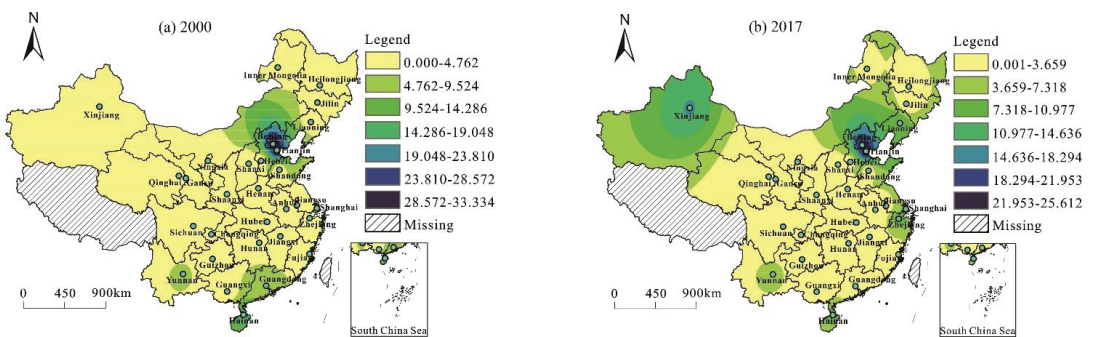 N
(a) 2000
Legend
0.000-4.762
4.762-9.524
9.524-14.286
14.286-19.048
19.048-23.810
23.810-28.572
28.572-33.334
Missing
Inner Mongolia
Heilongjiang
Jilin
Xinjiang
Liaoning
Beijing
Tianjin
Ningxia
Hebei
Shanxi
Shandong
Qinghai
Gansu
Shaanxi
Henan
Jiangsu
Anhui
Shanghai
Hubei
Zhejiang
Sichuan
Chongqing
Hunan
Jiangxi
Guizhou
Fujian
Yunnan
Guangxi
Guangdong
Hainan
0 450 900km
South China Sea
N
(b) 2017
Legend
0.001-3.659
3.659-7.318
7.318-10.977
10.977-14.636
14.636-18.294
18.294-21.953
21.953-25.612
Missing
Inner Mongolia
Heilongjiang
Jilin
Xinjiang
Liaoning
Beijing
Tianjin
Ningxia
Hebei
Shanxi
Shandong
Qinghai
Gansu
Shaanxi
Henan
Jiangsu
Anhui
Shanghai
Hubei
Zhejiang
Sichuan
Chongqing
Hunan
Jiangxi
Guizhou
Fujian
Yunnan
Guangxi
Guangdong
Hainan
0 450 900km
South China Sea